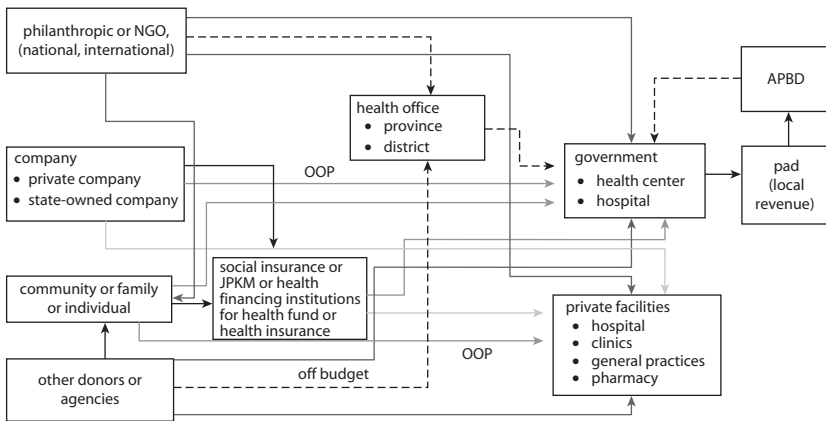 philanthropic or NGO,
(national, international)
APBD
health office
• province
• district
company
• private company
• state-owned company
OOP
government
• health center
• hospital
pad
(local
revenue)
community or family
or individual
social insurance or
JPKM or health
financing institutions
for health fund or
health insurance
private facilities
• hospital
• clinics
• general practices
• pharmacy
OOP
other donors or
agencies
off budget